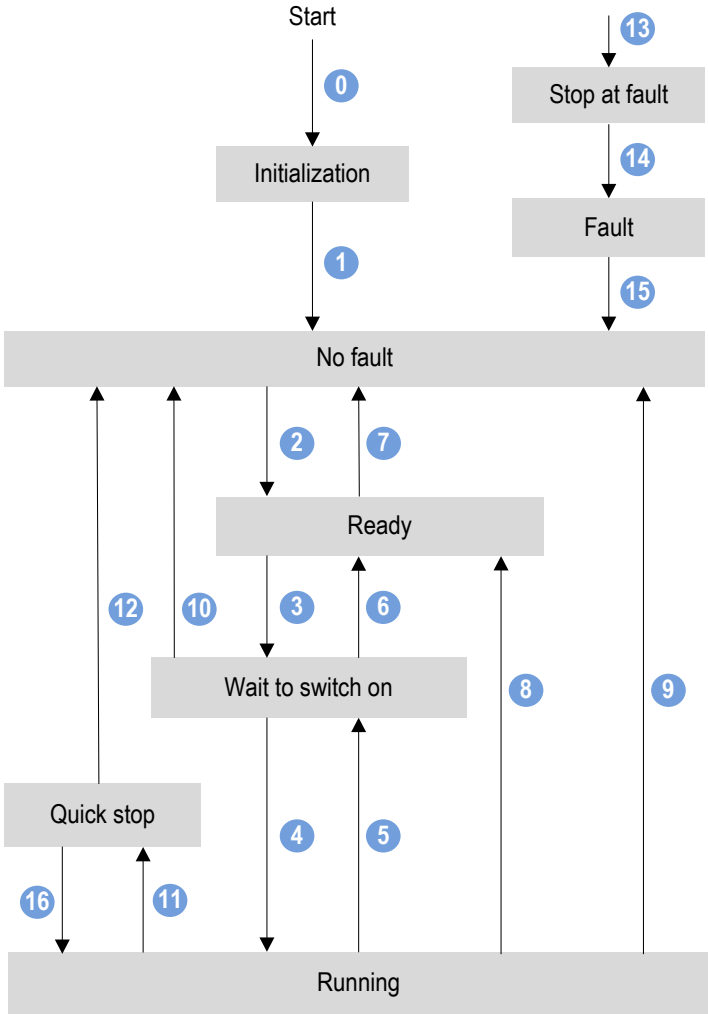 Start
13
0
Stop at fault
14
Initialization
Fault
1
15
No fault
2
7
Ready
12
10
3
6
Wait to switch on
8
9
Quick stop
4
5
16
11
Running